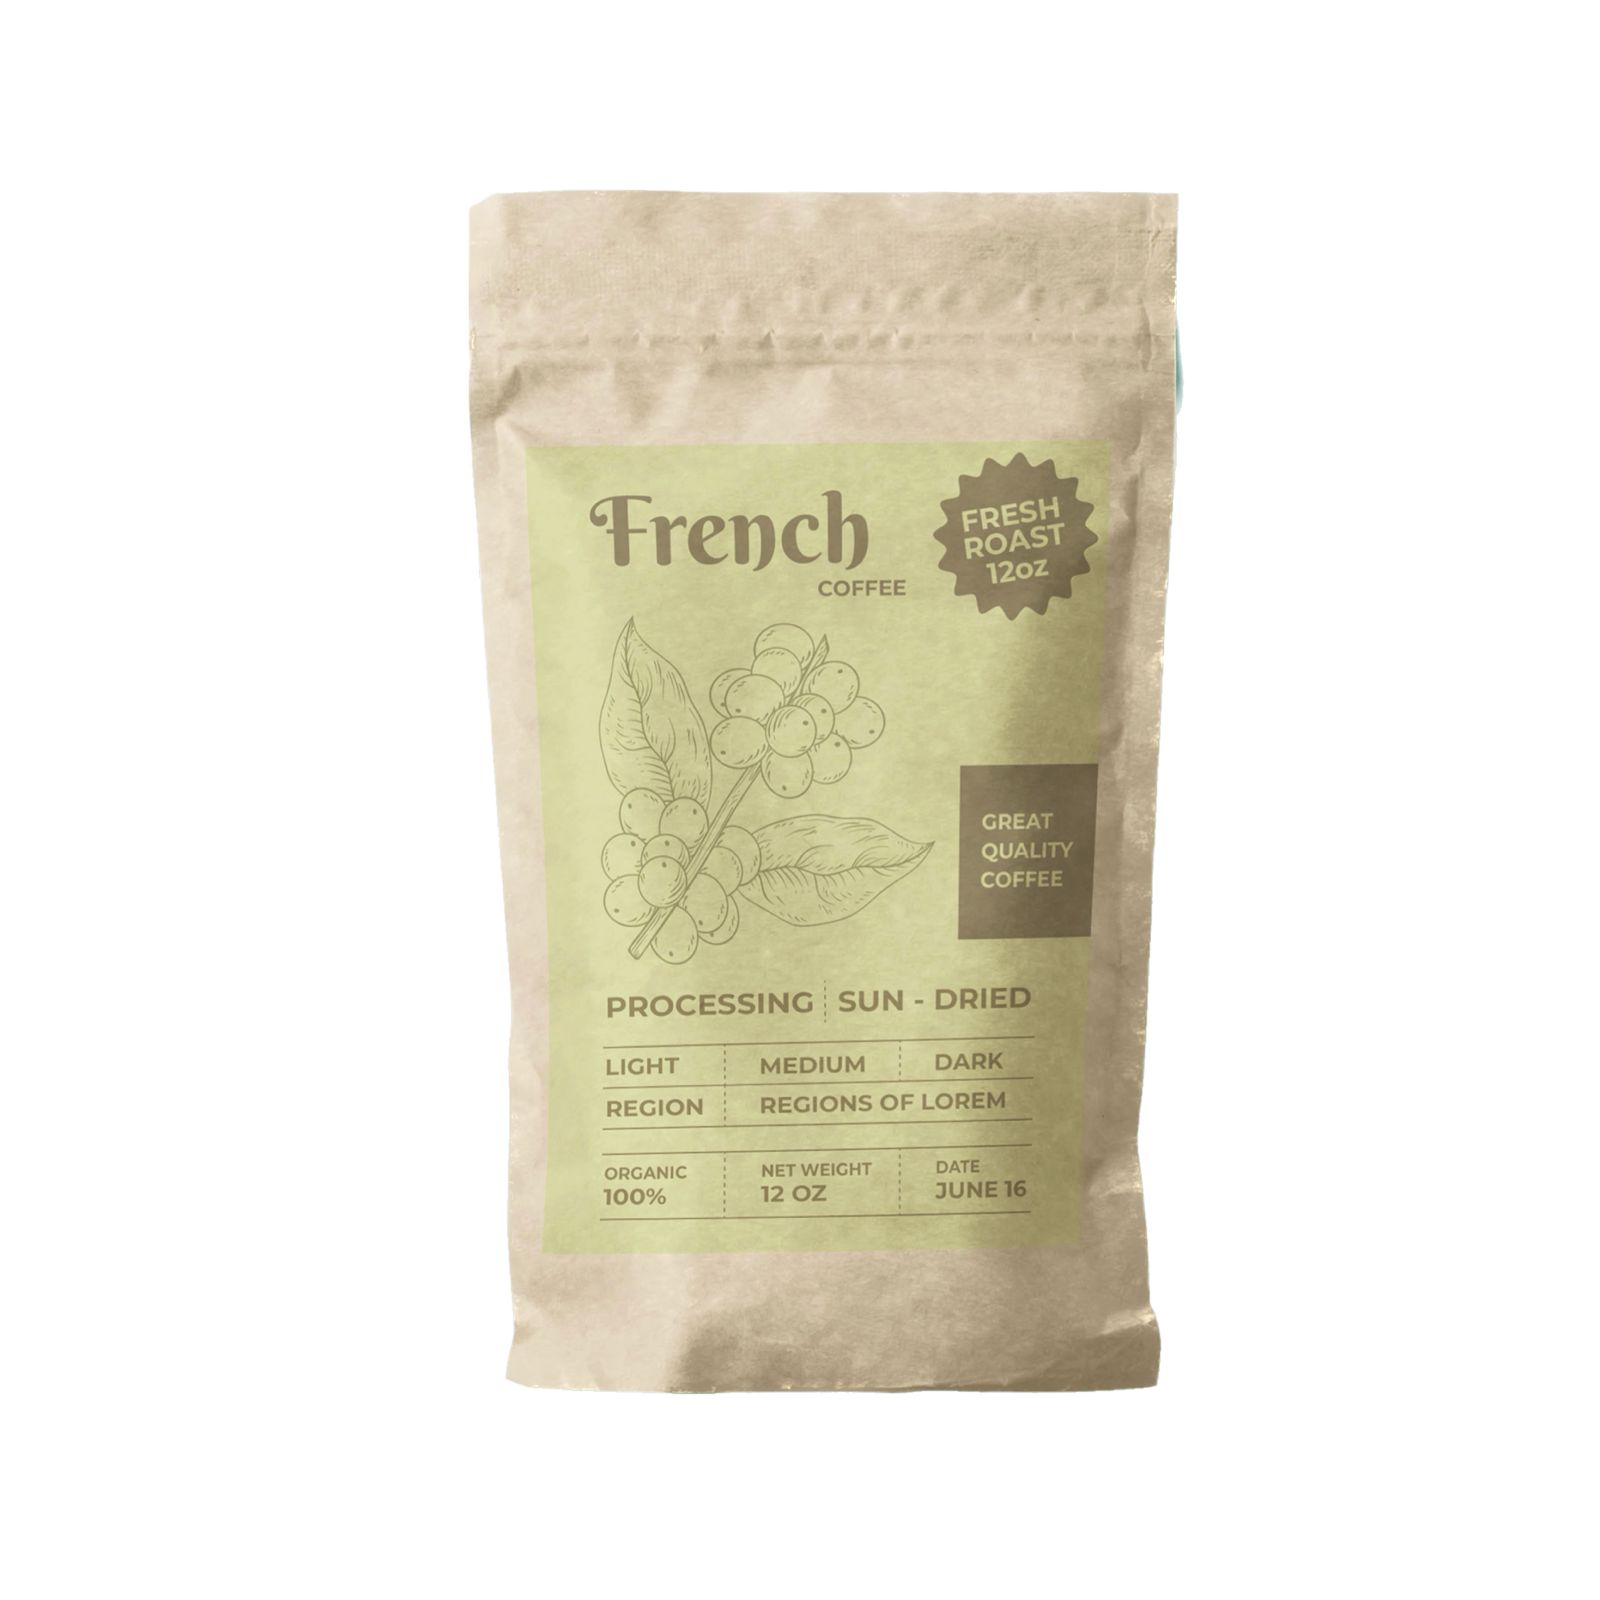 French
COFFEE
FRESH
ROAST
12oz
GREAT
QUALITY
COFFEE
PROCESSING SUN - DRIED
LIGHT MEDIUM DARK
REGION REGIONS OF LOREM
ORGANIC NET WEIGHT DATE
100% 12 OZ JUNE 16